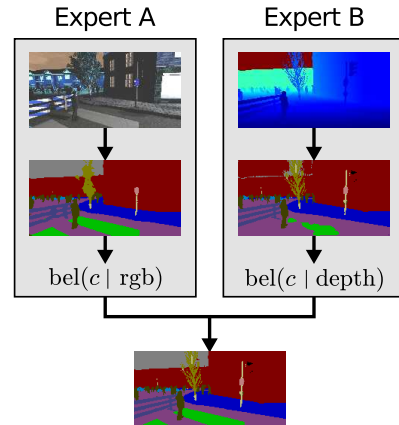 Expert A
Expert B
bel(c | rgb)
bel(c | depth)